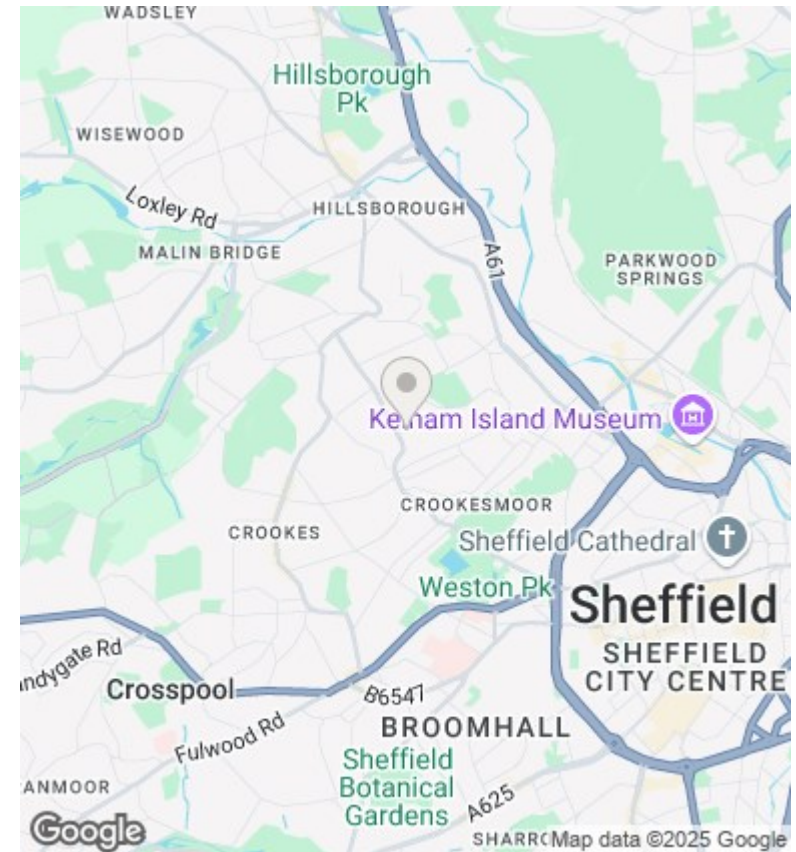 WADSLEY
Hillsborough
Pk
WISEWOOD
Loxley Rd
HILLSBOROUGH
MALIN BRIDGE
A61
PARKWOOD
SPRINGS
Island Museum
CROOKESMOOR
CROOKES
Sheffield Cathedral
Weston Pk
Sheffield
SHEFFIELD
CITY CENTRE
ndygate Rd
Crosspool
B6547
BROOMHALL
Fulwood Rd
Sheffield
Botanical
Gardens
ANMOOR
A625
Google
SHARR
Map data ©2025 Google